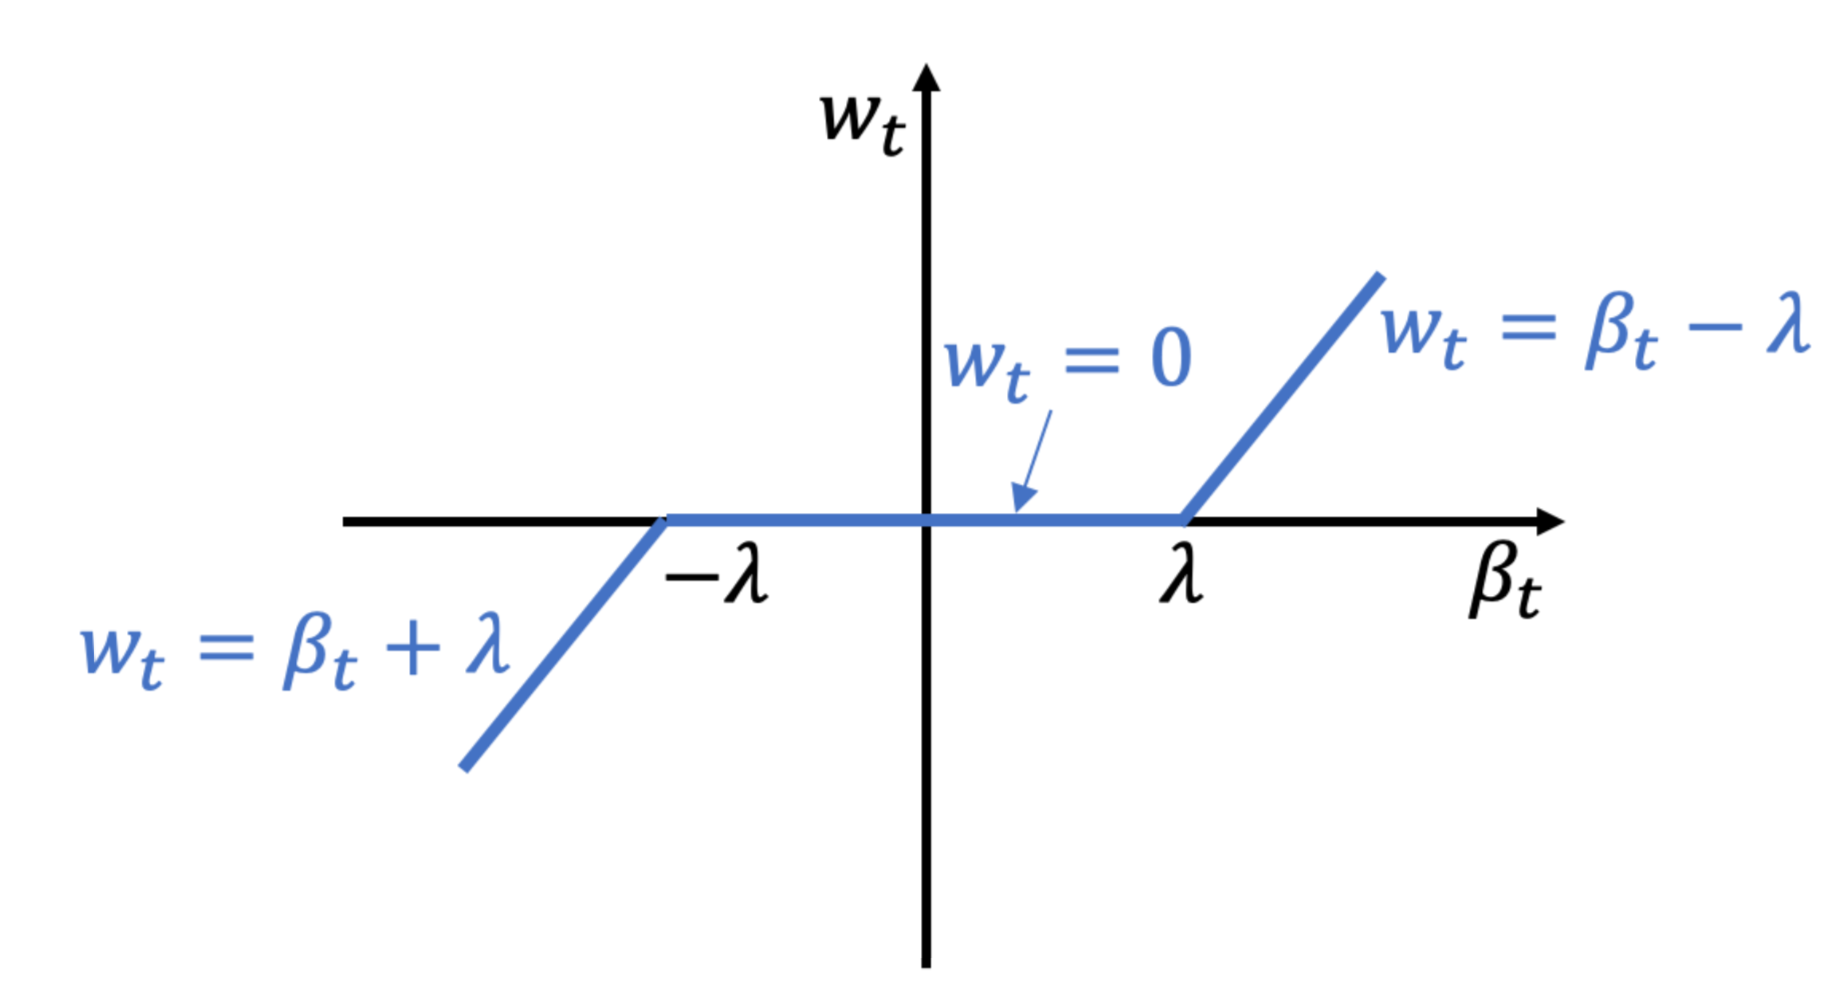 w_t
w_t = 0
w_t = β_t − λ
−λ
λ
β_t
w_t = β_t + λ